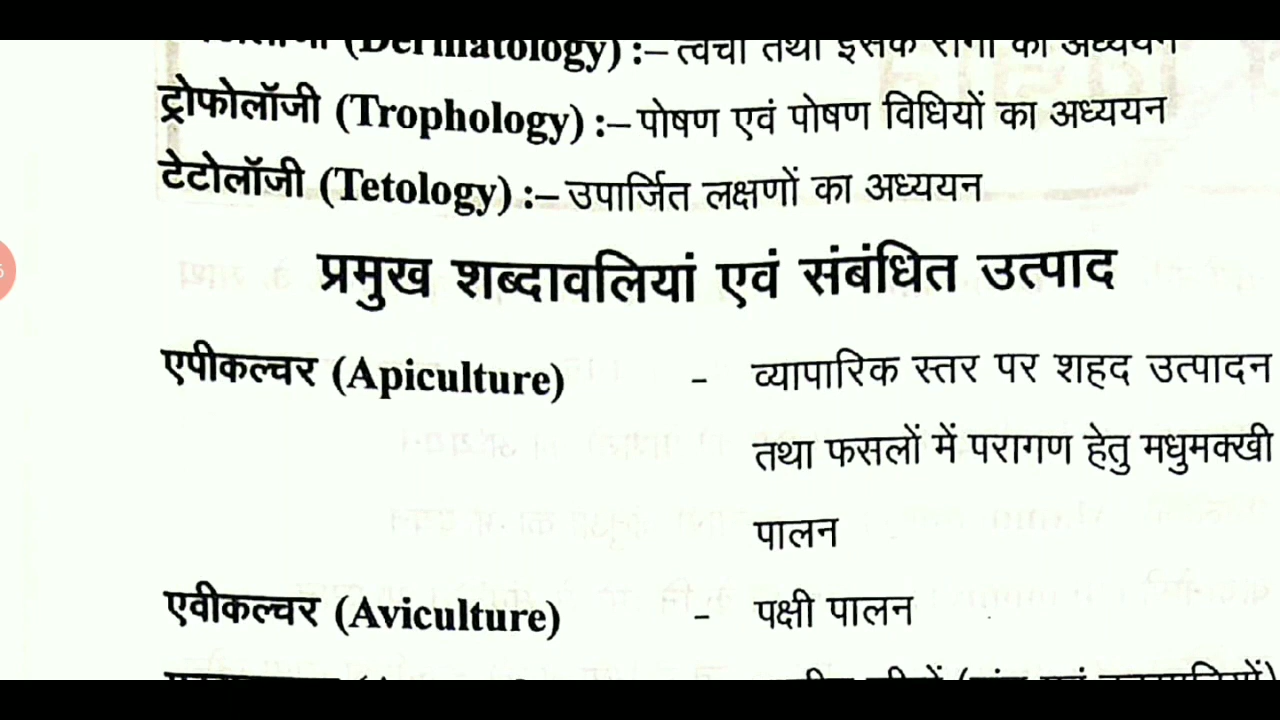 (Dermatology) :– त्वचा तथा इसके रोगों का अध्ययन
ट्रोफोलॉजी (Trophology) :– पोषण एवं पोषण विधियों का अध्ययन
टेटोलॉजी (Tetology) :– उपार्जित लक्षणों का अध्ययन
प्रमुख शब्दावलियां एवं संबंधित उत्पाद
एपीकल्चर (Apiculture) - व्यापारिक स्तर पर शहद उत्पादन
तथा फसलों में परागण हेतु मधुमक्खी
पालन
एवीकल्चर (Aviculture) - पक्षी पालन